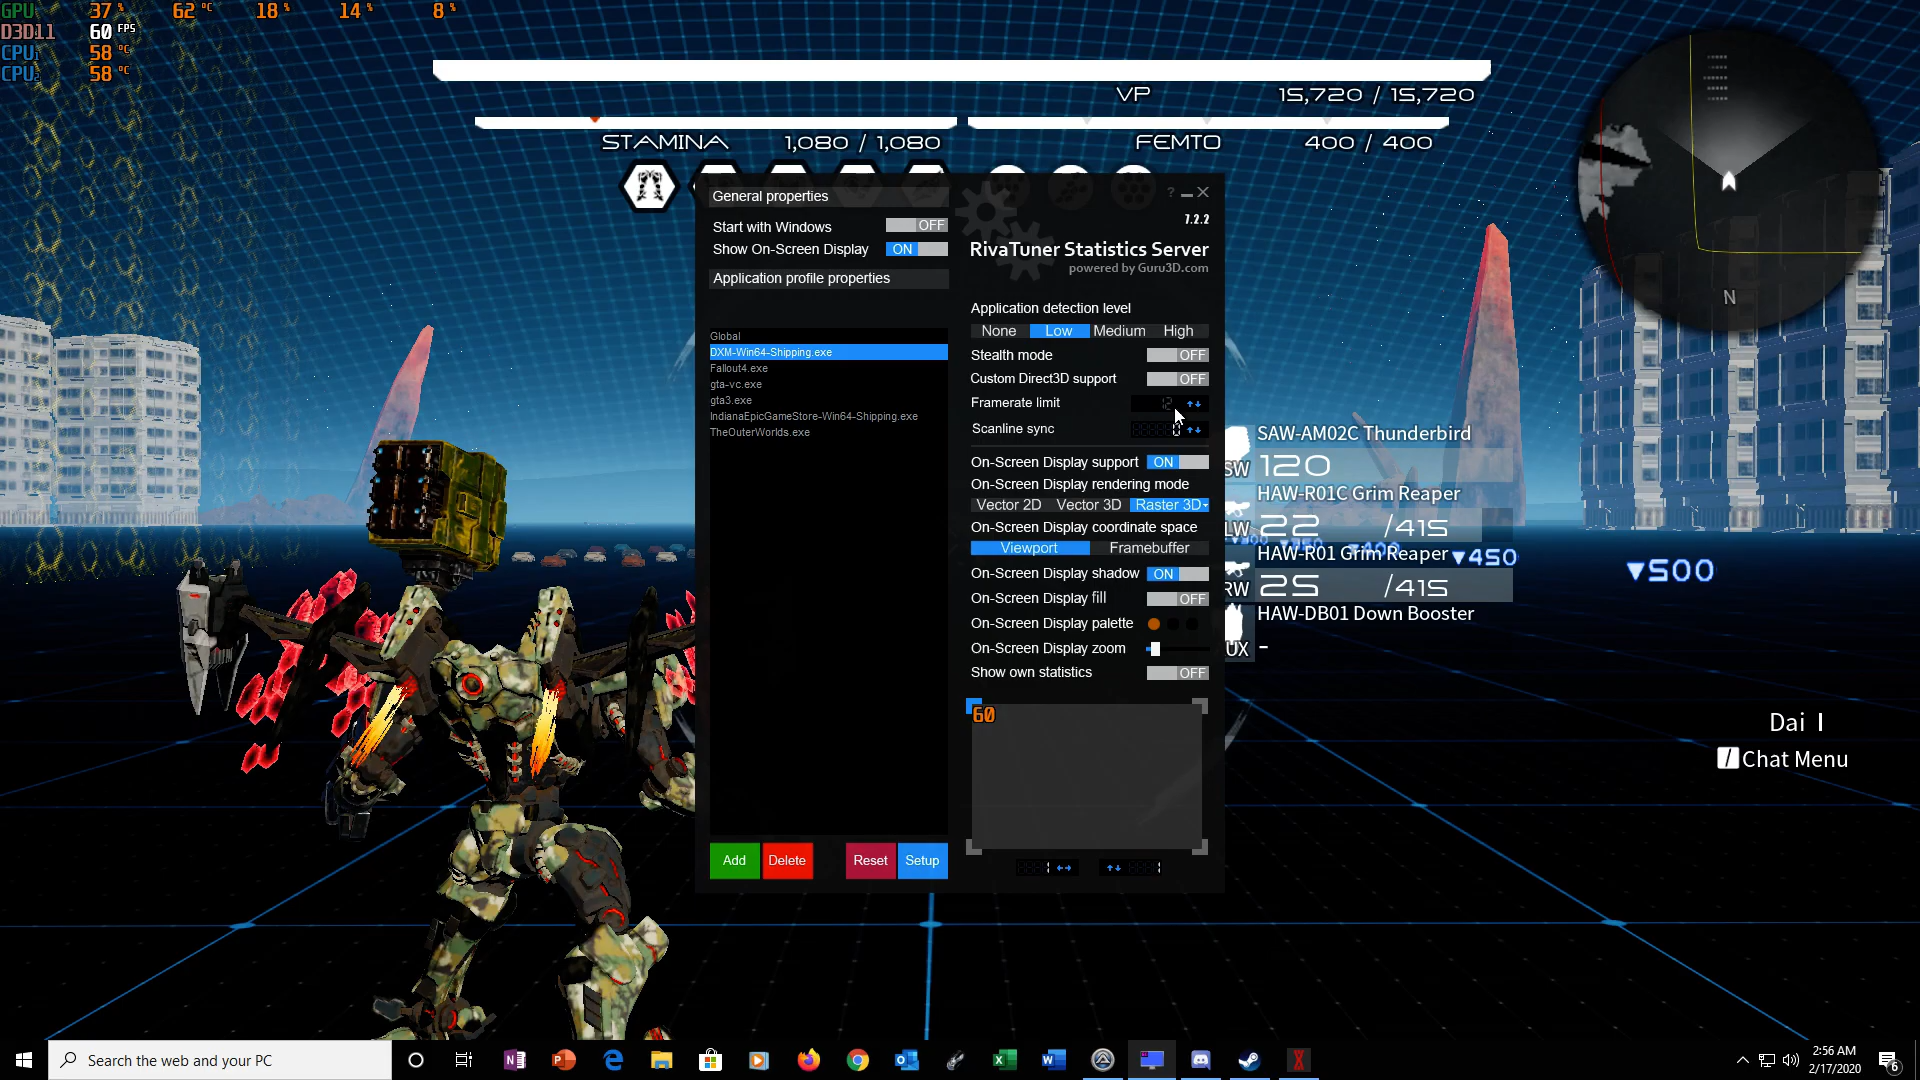 GPU 37 % 62 °C 18 % 14 % 8 %
D3D11 60 FPS
CPU1 58 °C
CPU2 58 °C
VP 15,720 / 15,720
STAMINA 1,080 / 1,080
FEMTO 400 / 400
General properties
Start with Windows OFF
Show On-Screen Display ON
Application profile properties
Global
DXM-Win64-Shipping.exe
Fallout4.exe
gta-vc.exe
gta3.exe
IndianaEpicGameStore-Win64-Shipping.exe
TheOuterWorlds.exe
Add Delete Reset Setup
?
7.2.2
RivaTuner Statistics Server
powered by Guru3D.com
Application detection level
None Low Medium High
Stealth mode OFF
Custom Direct3D support OFF
Framerate limit
Scanline sync 0
On-Screen Display support ON
On-Screen Display rendering mode
Vector 2D Vector 3D Raster 3D
On-Screen Display coordinate space
Viewport Framebuffer
On-Screen Display shadow ON
On-Screen Display fill OFF
On-Screen Display palette
On-Screen Display zoom
Show own statistics OFF
60
N
SAW-AM02C Thunderbird
SW 120
HAW-R01C Grim Reaper
LW 22 /415
HAW-R01 Grim Reaper
RW 25 /415
HAW-DB01 Down Booster
UX -
▼400
▼450
▼500
Dai I
/ Chat Menu
Search the web and your PC
2:56 AM
2/17/2020
6